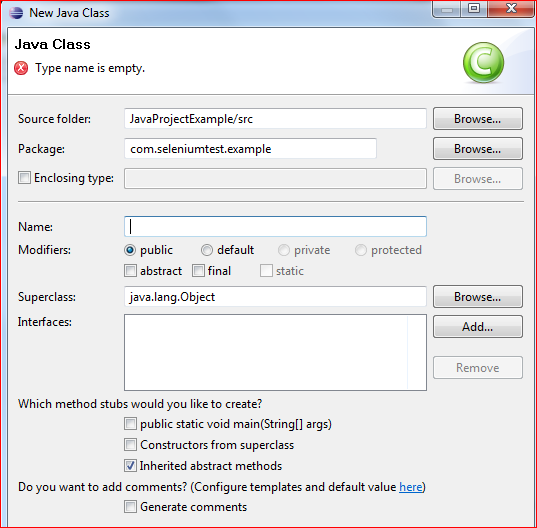 New Java Class
Java Class
Type name is empty.
C
Source folder: JavaProjectExample/src Browse...
Package: com.seleniumtest.example Browse...
Enclosing type: Browse...
Name:
Modifiers: public default private protected
abstract final static
Superclass: java.lang.Object Browse...
Interfaces: Add...
Remove
Which method stubs would you like to create?
public static void main(String[] args)
Constructors from superclass
Inherited abstract methods
Do you want to add comments? (Configure templates and default value here)
Generate comments